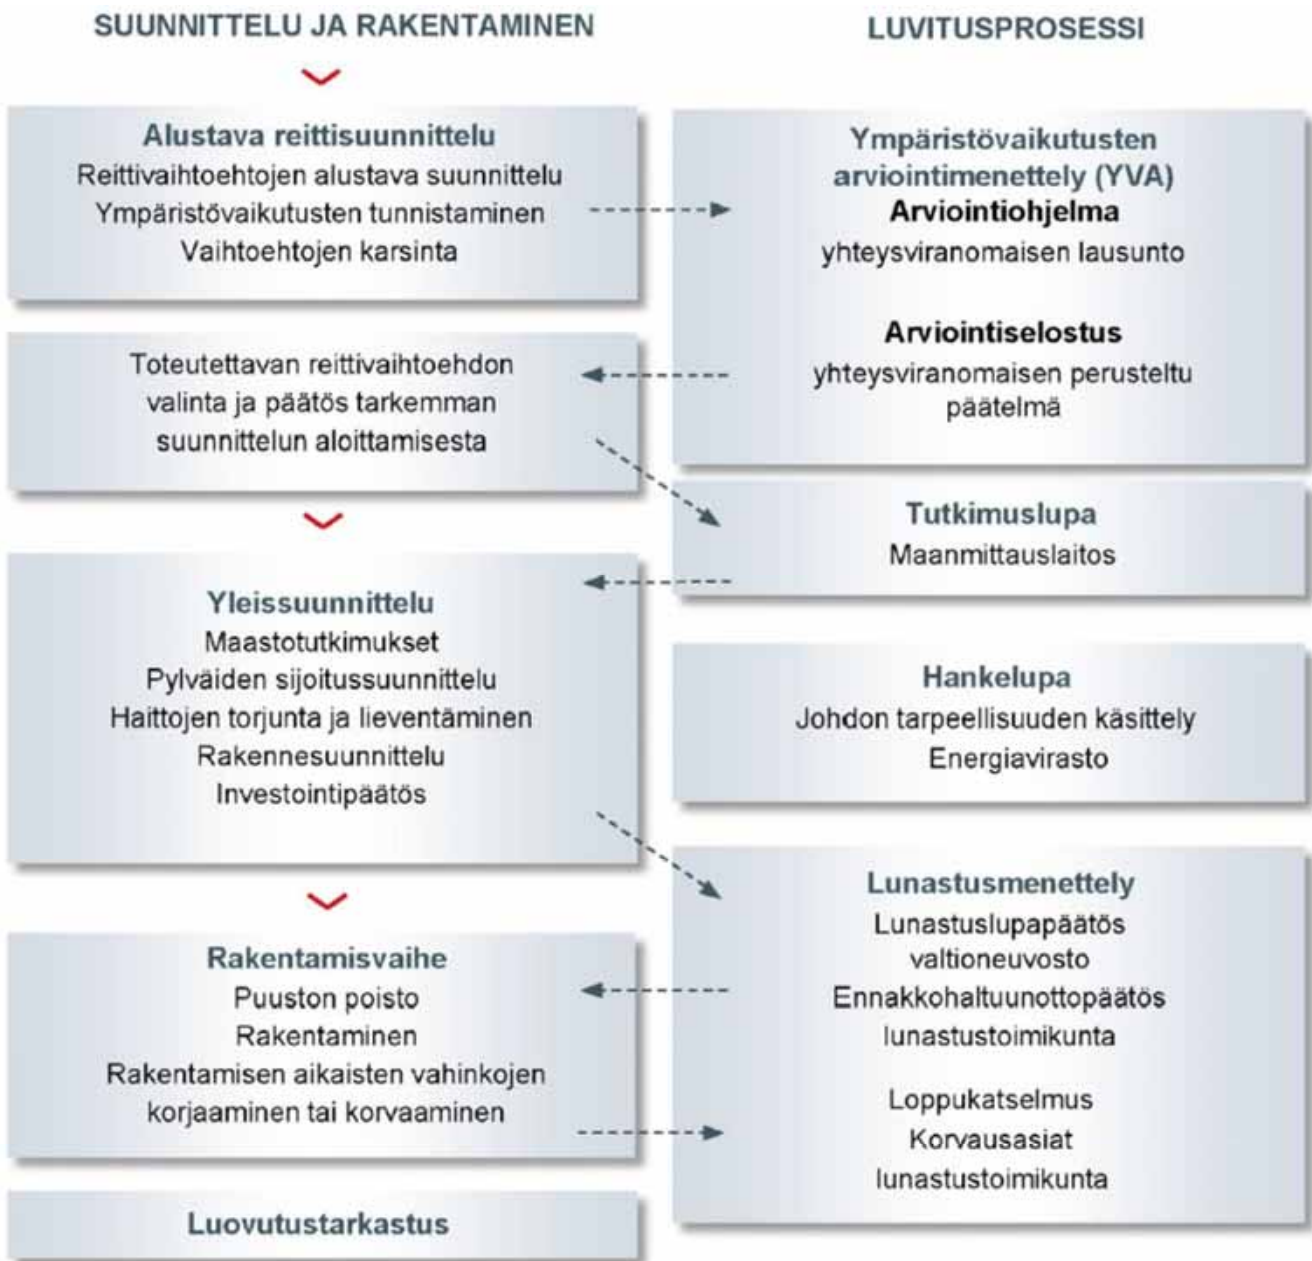 SUUNNITTELU JA RAKENTAMINEN
Alustava reittisuunnittelu
Reittivaihtoehtojen alustava suunnittelu
Ympäristövaikutusten tunnistaminen
Vaihtoehtojen karsinta
Toteutettavan reittivaihtoehdon
valinta ja päätös tarkemman
suunnittelun aloittamisesta
Yleissuunnittelu
Maastotutkimukset
Pylväiden sijoitussuunnittelu
Haittojen torjunta ja lieventäminen
Rakennesuunnittelu
Investointipäätös
Rakentamisvaihe
Puuston poisto
Rakentaminen
Rakentamisen aikaisten vahinkojen
korjaaminen tai korvaaminen
Luovutustarkastus
LUVITUSPROSESSI
Ympäristövaikutusten
arviointimenettely (YVA)
Arviointiohjelma
yhteysviranomaisen lausunto
Arviointiselostus
yhteysviranomaisen perusteltu
päätelmä
Tutkimuslupa
Maanmittauslaitos
Hankelupa
Johdon tarpeellisuuden käsittely
Energiavirasto
Lunastusmenettely
Lunastuslupapäätös
valtioneuvosto
Ennakkohaltuunottopäätös
lunastustoimikunta
Loppukatselmus
Korvausasiat
lunastustoimikunta